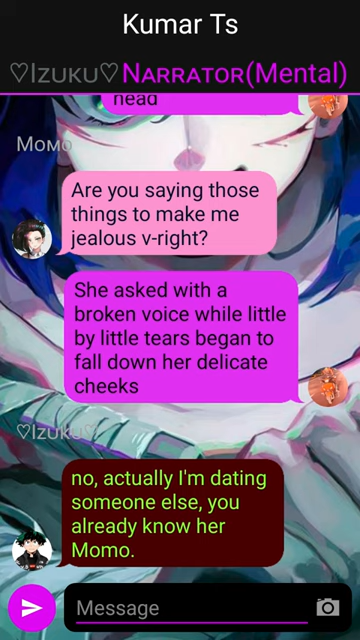 Kumar Ts
♡Izuku♡ Narrator(Mental)
head
Momo
Are you saying those
things to make me
jealous v-right?
She asked with a
broken voice while little
by little tears began to
fall down her delicate
cheeks
♡Izuku♡
no, actually I'm dating
someone else, you
already know her
Momo.
Message